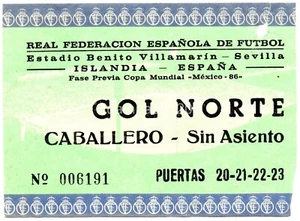 REAL FEDERACION ESPAÑOLA DE FUTBOL
Estadio Benito Villamarín - Sevilla
ISLANDIA - ESPAÑA
Fase Previa Copa Mundial «México - 86»
GOL NORTE
CABALLERO - Sin Asiento
Nº 006191 PUERTAS 20-21-22-23